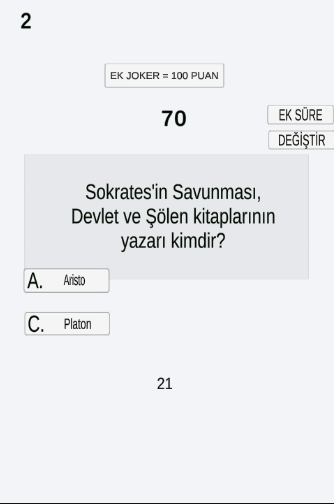 2
EK JOKER = 100 PUAN
70
EK SÜRE
DEĞİŞTİR
Sokrates'in Savunması,
Devlet ve Şölen kitaplarının
yazarı kimdir?
A. Aristo
C. Platon
21